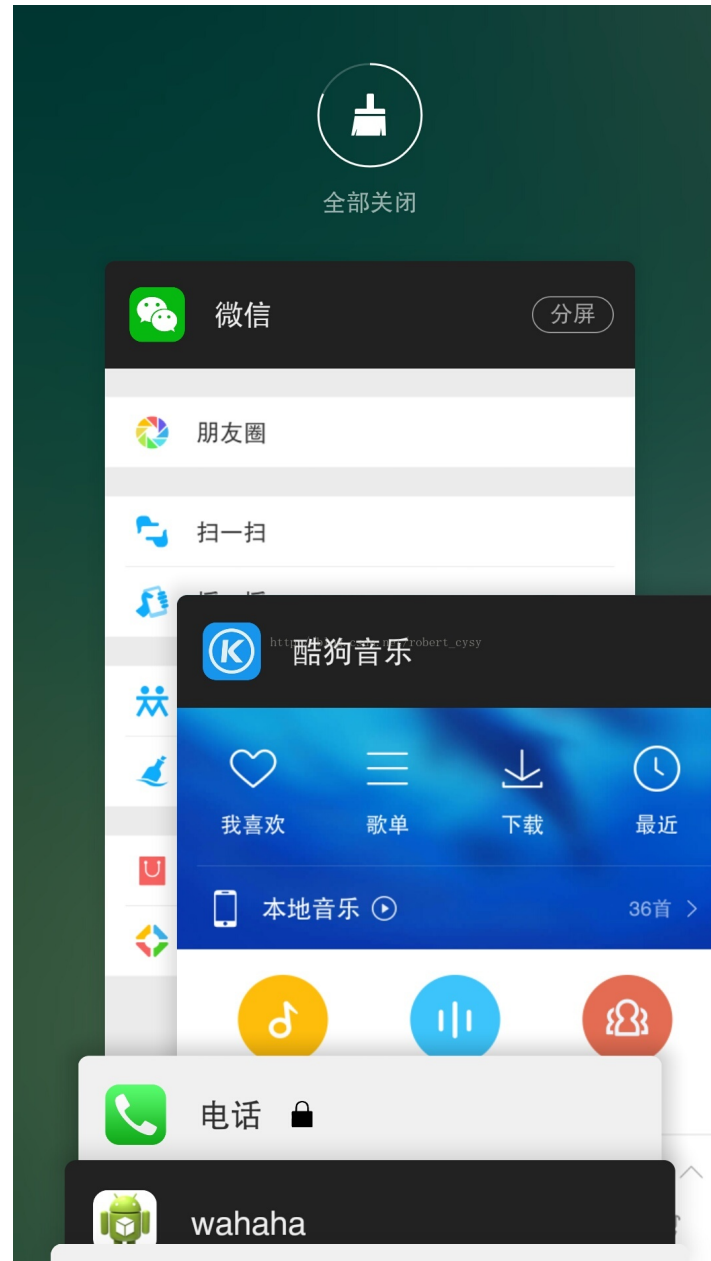 全部关闭
微信
分屏
朋友圈
扫一扫
酷狗音乐
robert_cysy
我喜欢
歌单
下载
最近
本地音乐
36首
电话
wahaha